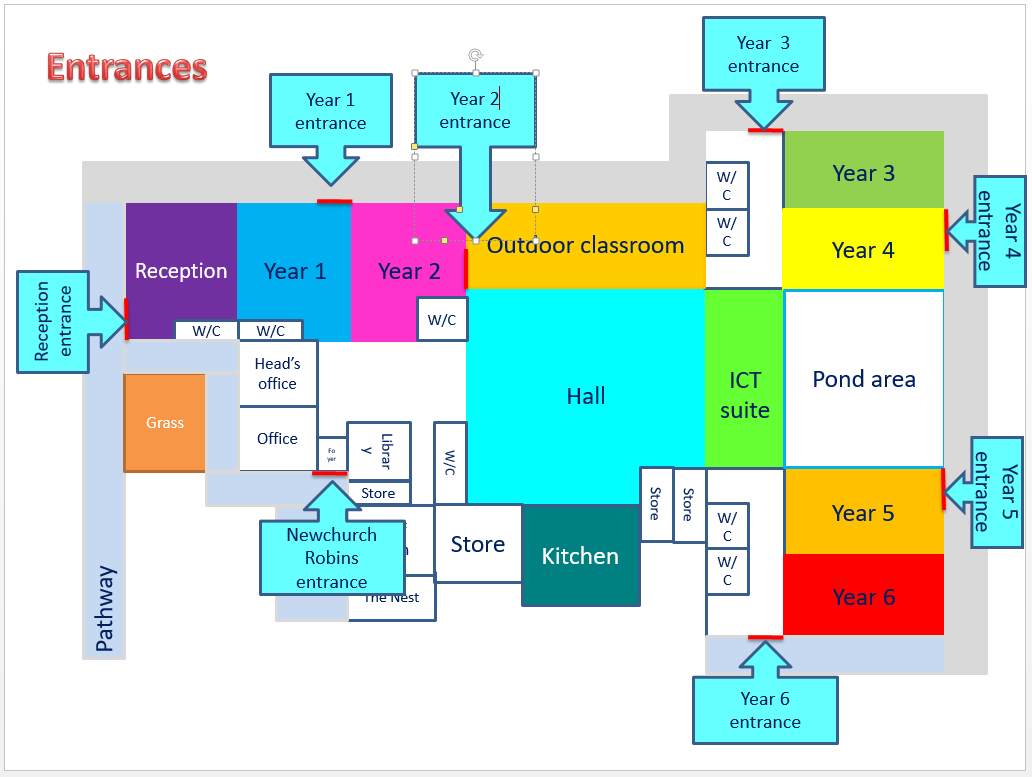 Entrances
Year 3
entrance
Year 1
entrance
Year 2
entrance
W/
C
Year 3
Year 4
entrance
W/
C
Outdoor classroom
Year 4
Reception
Year 1
Year 2
Reception
entrance
W/C
W/C
W/C
Head's
office
Hall
ICT
suite
Pond area
Grass
Office
Fo
yer
Librar
y
W/C
Store
Store
Store
Year 5
entrance
W/
C
Year 5
Newchurch
Robins
entrance
Store
Kitchen
W/
C
Year 6
The Nest
Pathway
Year 6
entrance